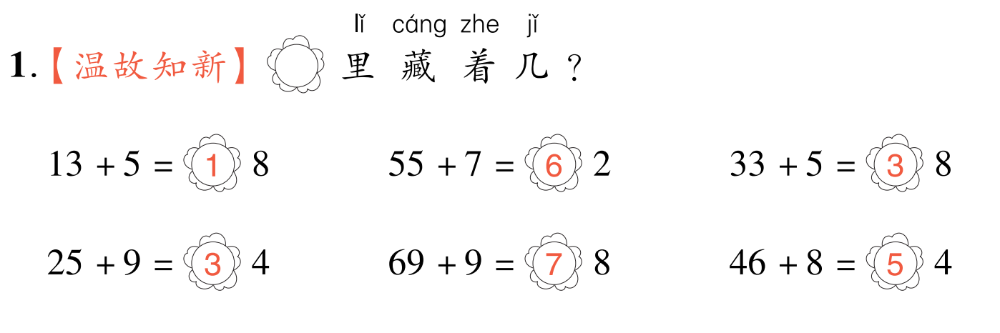 lǐ cáng zhe jǐ
1.【温故知新】 里 藏 着 几 ?
13 + 5 = 1 8 55 + 7 = 6 2 33 + 5 = 3 8
25 + 9 = 3 4 69 + 9 = 7 8 46 + 8 = 5 4